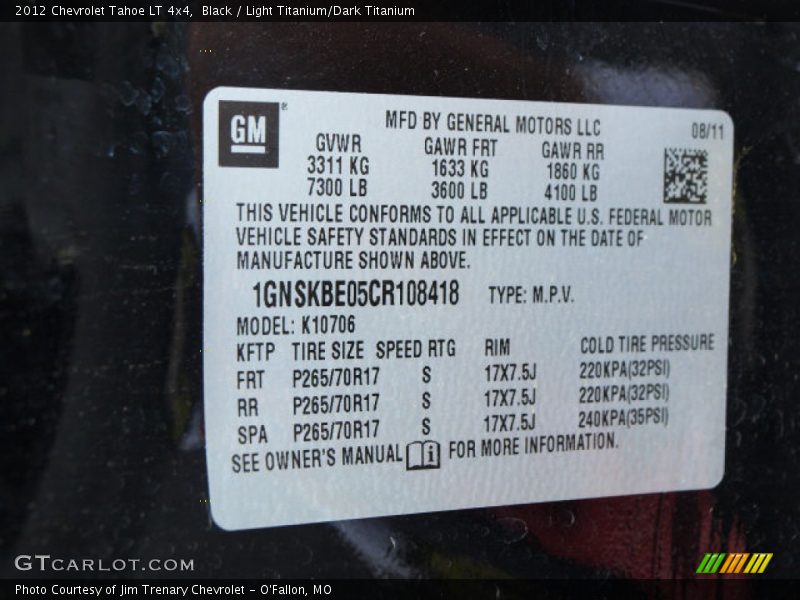 2012 Chevrolet Tahoe LT 4x4, Black / Light Titanium/Dark Titanium
GM®
MFD BY GENERAL MOTORS LLC
08/11
GVWR GAWR FRT GAWR RR
3311 KG 1633 KG 1860 KG
7300 LB 3600 LB 4100 LB
THIS VEHICLE CONFORMS TO ALL APPLICABLE U.S. FEDERAL MOTOR
VEHICLE SAFETY STANDARDS IN EFFECT ON THE DATE OF
MANUFACTURE SHOWN ABOVE.
1GNSKBE05CR108418 TYPE: M.P.V.
MODEL: K10706
KFTP TIRE SIZE SPEED RTG RIM COLD TIRE PRESSURE
FRT P265/70R17 S 17X7.5J 220KPA(32PSI)
RR P265/70R17 S 17X7.5J 220KPA(32PSI)
SPA P265/70R17 S 17X7.5J 240KPA(35PSI)
SEE OWNER'S MANUAL i FOR MORE INFORMATION.
GTCARLOT.COM
Photo Courtesy of Jim Trenary Chevrolet - O'Fallon, MO